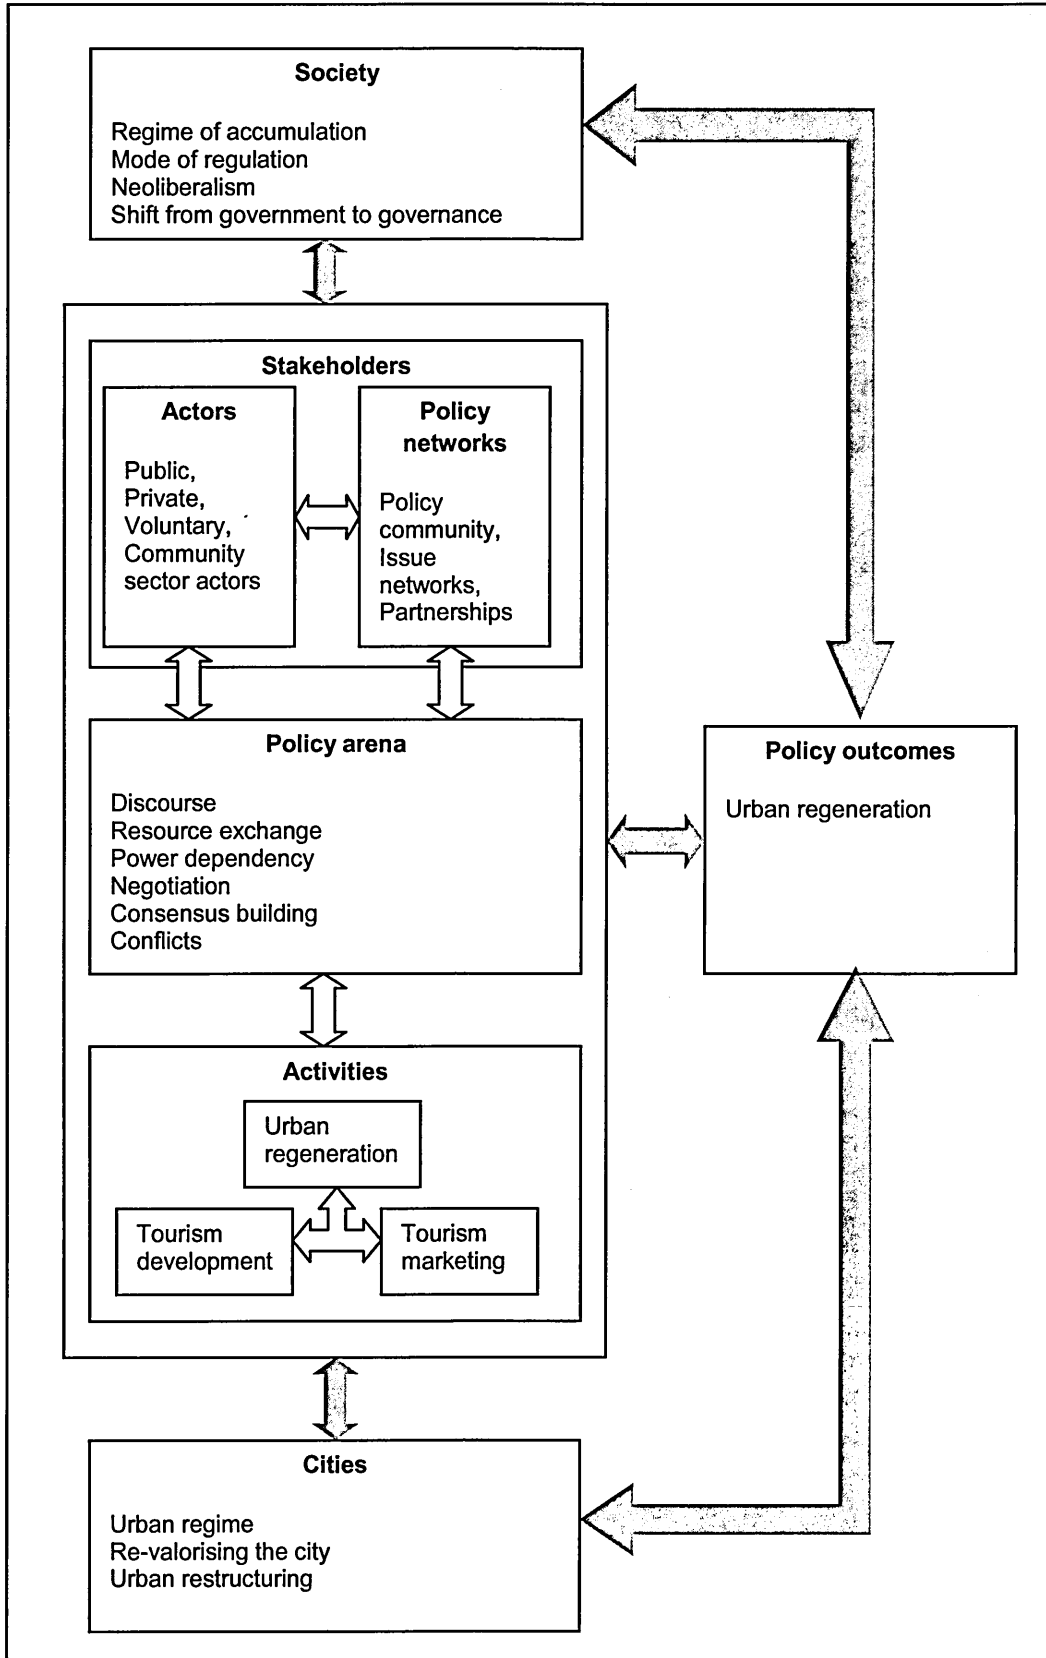 Society
Regime of accumulation
Mode of regulation
Neoliberalism
Shift from government to governance
Stakeholders
Actors
Public,
Private,
Voluntary,
Community
sector actors
Policy
networks
Policy
community,
Issue
networks,
Partnerships
Policy arena
Discourse
Resource exchange
Power dependency
Negotiation
Consensus building
Conflicts
Policy outcomes
Urban regeneration
Activities
Urban
regeneration
Tourism
development
Tourism
marketing
Cities
Urban regime
Re-valorising the city
Urban restructuring